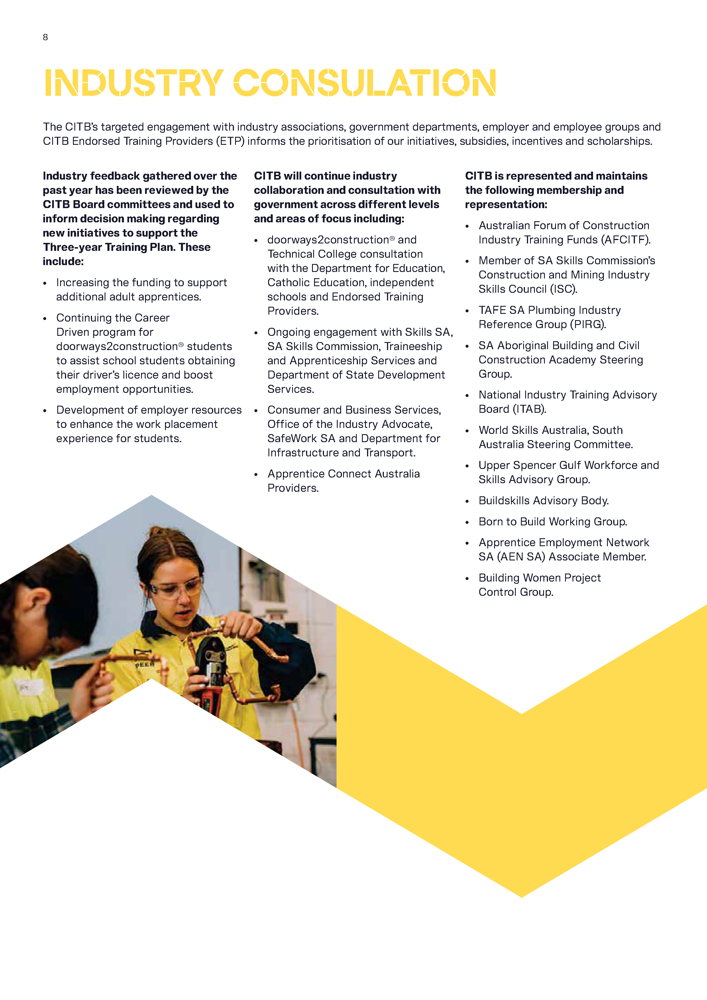 8
INDUSTRY CONSULATION
The CITB’s targeted engagement with industry associations, government departments, employer and employee groups and
CITB Endorsed Training Providers (ETP) informs the prioritisation of our initiatives, subsidies, incentives and scholarships.
Industry feedback gathered over the
past year has been reviewed by the
CITB Board committees and used to
inform decision making regarding
new initiatives to support the
Three-year Training Plan. These
include:
• Increasing the funding to support
additional adult apprentices.
• Continuing the Career
Driven program for
doorways2construction® students
to assist school students obtaining
their driver’s licence and boost
employment opportunities.
• Development of employer resources
to enhance the work placement
experience for students.
CITB will continue industry
collaboration and consultation with
government across different levels
and areas of focus including:
• doorways2construction® and
Technical College consultation
with the Department for Education,
Catholic Education, independent
schools and Endorsed Training
Providers.
• Ongoing engagement with Skills SA,
SA Skills Commission, Traineeship
and Apprenticeship Services and
Department of State Development
Services.
• Consumer and Business Services,
Office of the Industry Advocate,
SafeWork SA and Department for
Infrastructure and Transport.
• Apprentice Connect Australia
Providers.
CITB is represented and maintains
the following membership and
representation:
• Australian Forum of Construction
Industry Training Funds (AFCITF).
• Member of SA Skills Commission’s
Construction and Mining Industry
Skills Council (ISC).
• TAFE SA Plumbing Industry
Reference Group (PIRG).
• SA Aboriginal Building and Civil
Construction Academy Steering
Group.
• National Industry Training Advisory
Board (ITAB).
• World Skills Australia, South
Australia Steering Committee.
• Upper Spencer Gulf Workforce and
Skills Advisory Group.
• Buildskills Advisory Body.
• Born to Build Working Group.
• Apprentice Employment Network
SA (AEN SA) Associate Member.
• Building Women Project
Control Group.